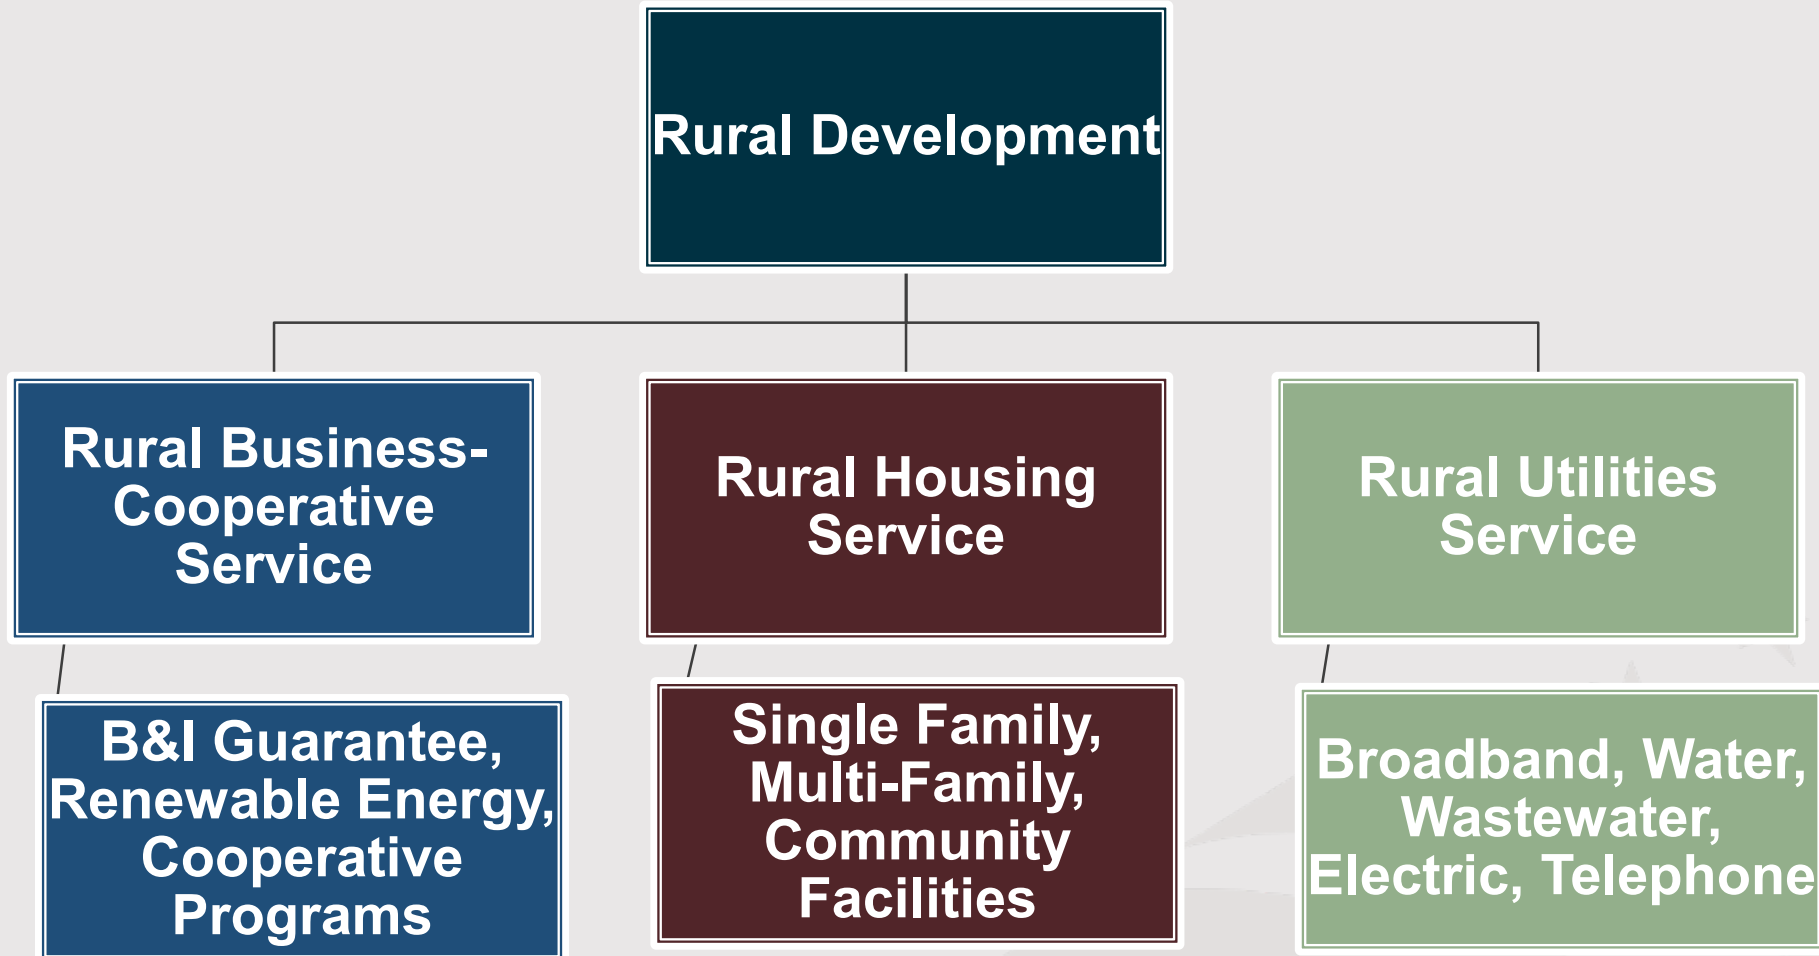 Rural Development
Rural Business-
Cooperative
Service
Rural Housing
Service
Rural Utilities
Service
B&I Guarantee,
Renewable Energy,
Cooperative
Programs
Single Family,
Multi-Family,
Community
Facilities
Broadband, Water,
Wastewater,
Electric, Telephone